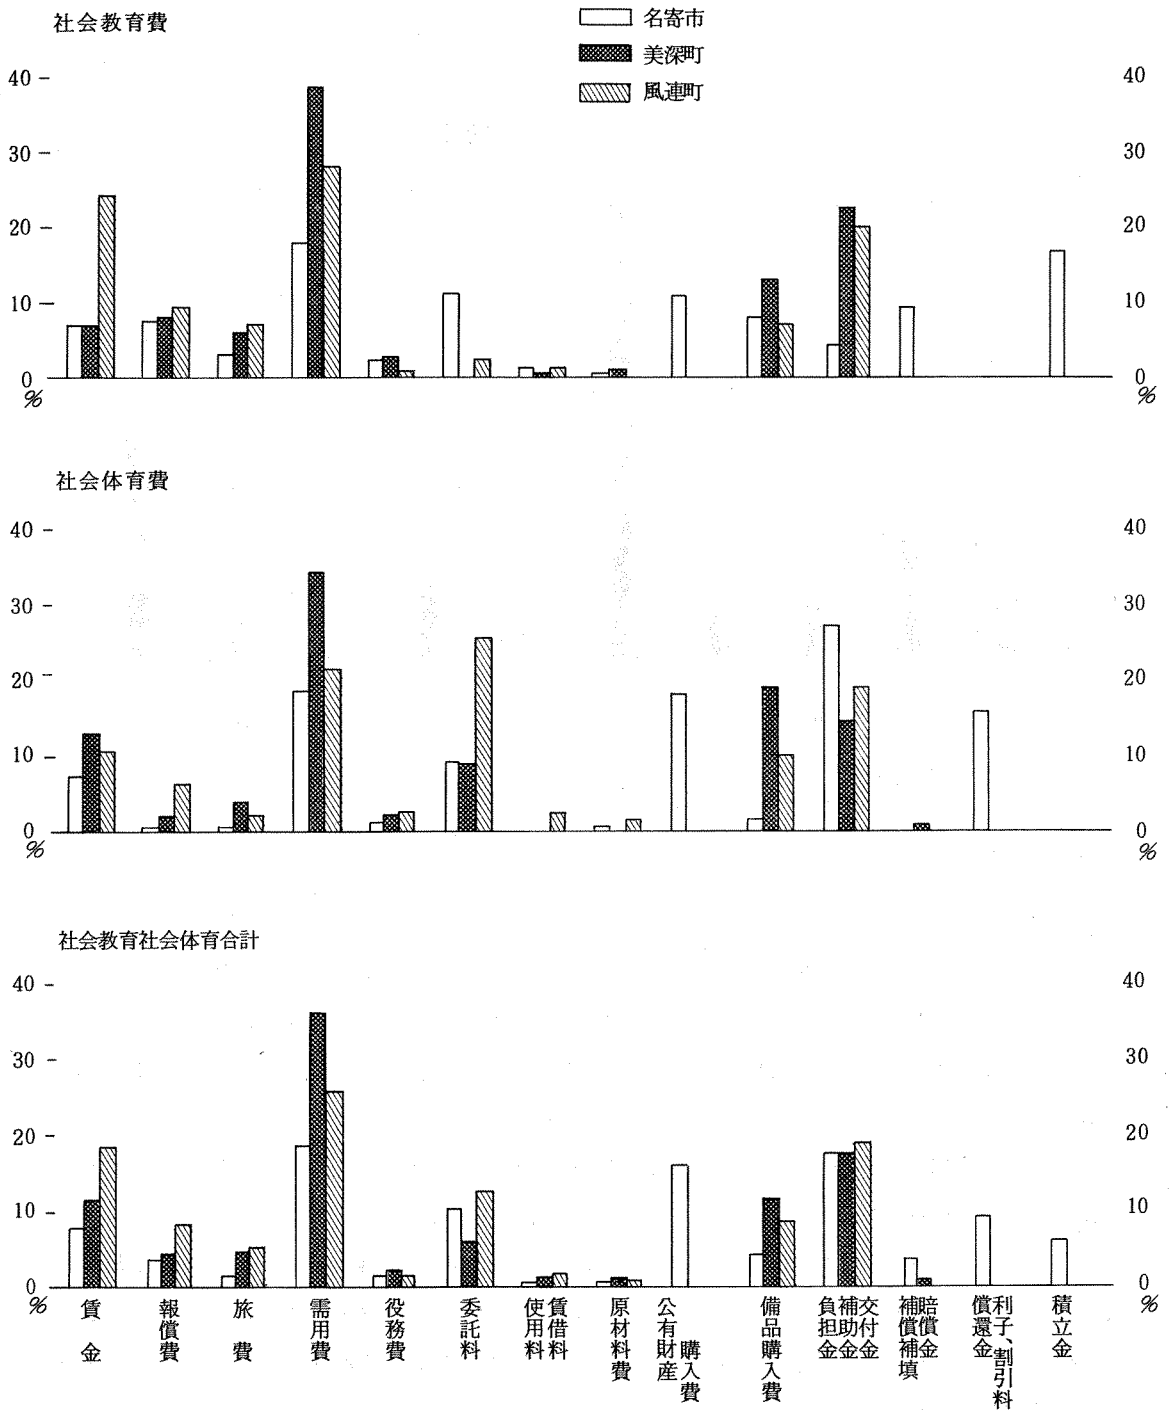 社会教育費
名寄市
美深町
風連町
40 40
30 30
20 20
10 10
0 0
% %
社会体育費
40 40
30 30
20 20
10 10
0 0
% %
社会教育社会体育合計
40 40
30 30
20 20
10 10
0 0
% %
賃金
報償費
旅費
需用費
役務費
委託料
使用料
賃借料
原材料費
公有財産
購入費
備品購入費
負担金
補助金
交付金
補償補填
賠償金
償還金
利子、割引料
積立金